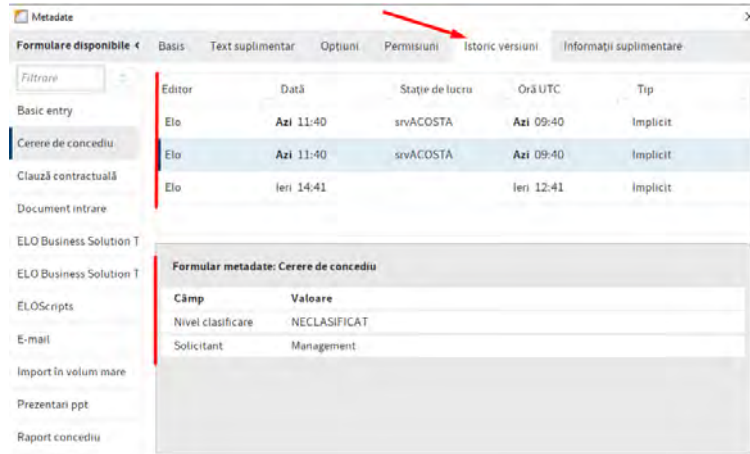 Metadate
Formulare disponibile
Basis Text suplimentar Opțiuni Permisiuni Istoric versiuni Informații suplimentare
Filtrare
Editor Dată Stație de lucru Oră UTC Tip
Basic entry
Elo Azi 11:40 srvACOSTA Azi 09:40 Implicit
Cerere de concediu
Elo Azi 11:40 srvACOSTA Azi 09:40 Implicit
Clauză contractuală
Elo Ieri 14:41 Ieri 12:41 Implicit
Document intrare
ELO Business Solution T
ELO Business Solution T
ELOScripts
E-mail
Import în volum mare
Prezentari ppt
Raport concediu
Formular metadate: Cerere de concediu
Câmp Valoare
Nivel clasificare NECLASIFICAT
Solicitant Management